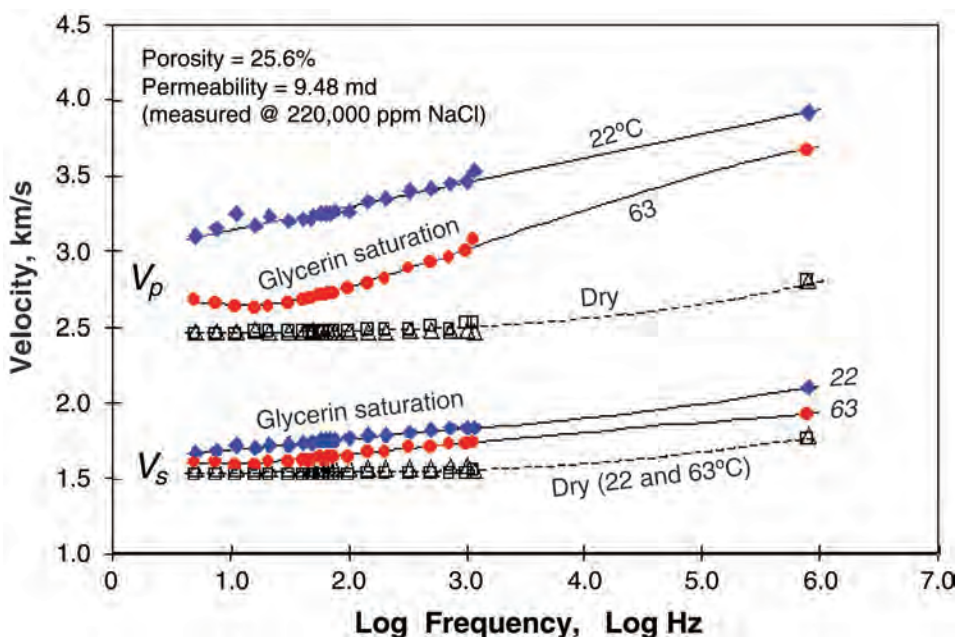 4.5
Porosity = 25.6%
Permeability = 9.48 md
(measured @ 220,000 ppm NaCl)
4.0
22ºC
3.5
63
Glycerin saturation
3.0
Vp
Dry
2.5
Velocity, km/s
2.0
Glycerin saturation
22
63
Vs
1.5
Dry (22 and 63ºC)
1.0
0 1.0 2.0 3.0 4.0 5.0 6.0 7.0
Log Frequency, Log Hz